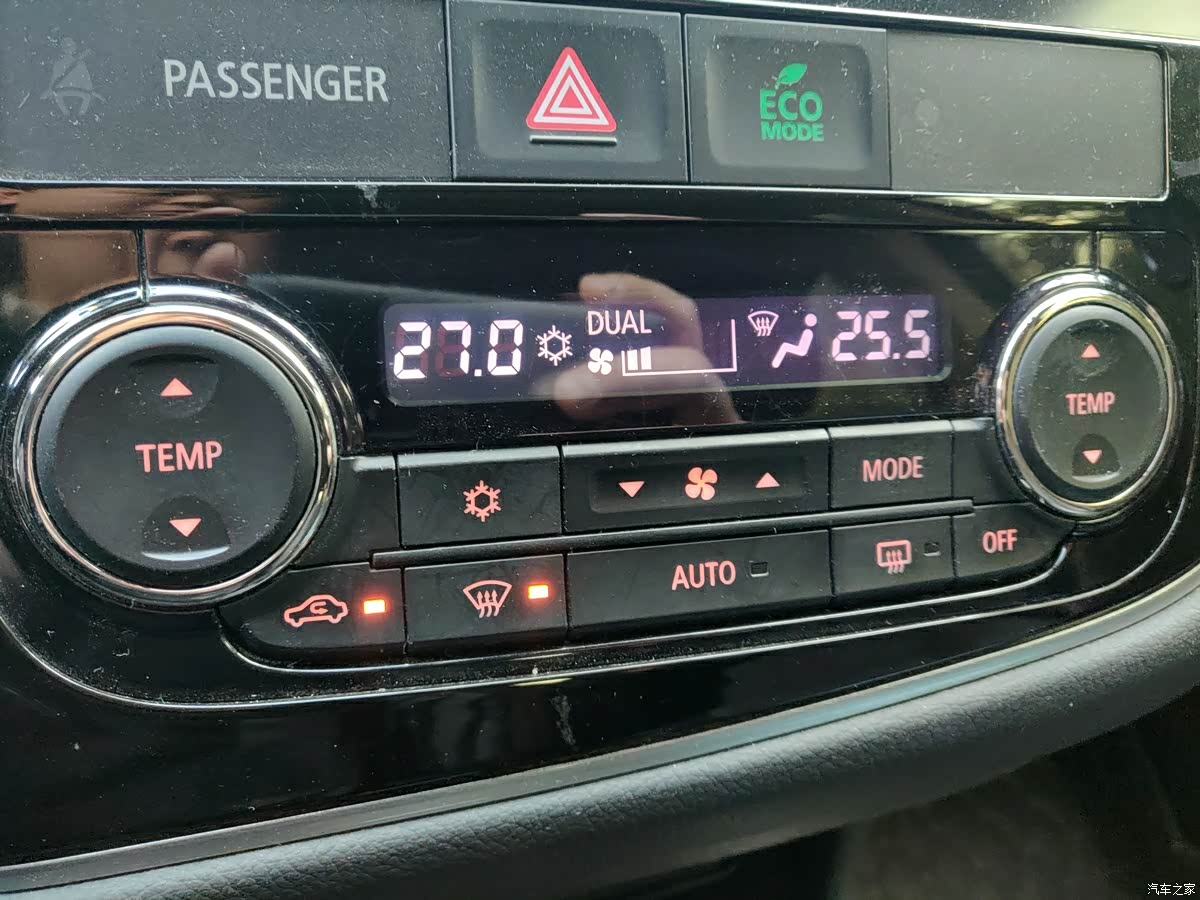 PASSENGER
ECO
MODE
27.0
DUAL
25.5
TEMP
TEMP
MODE
AUTO
OFF
汽车之家